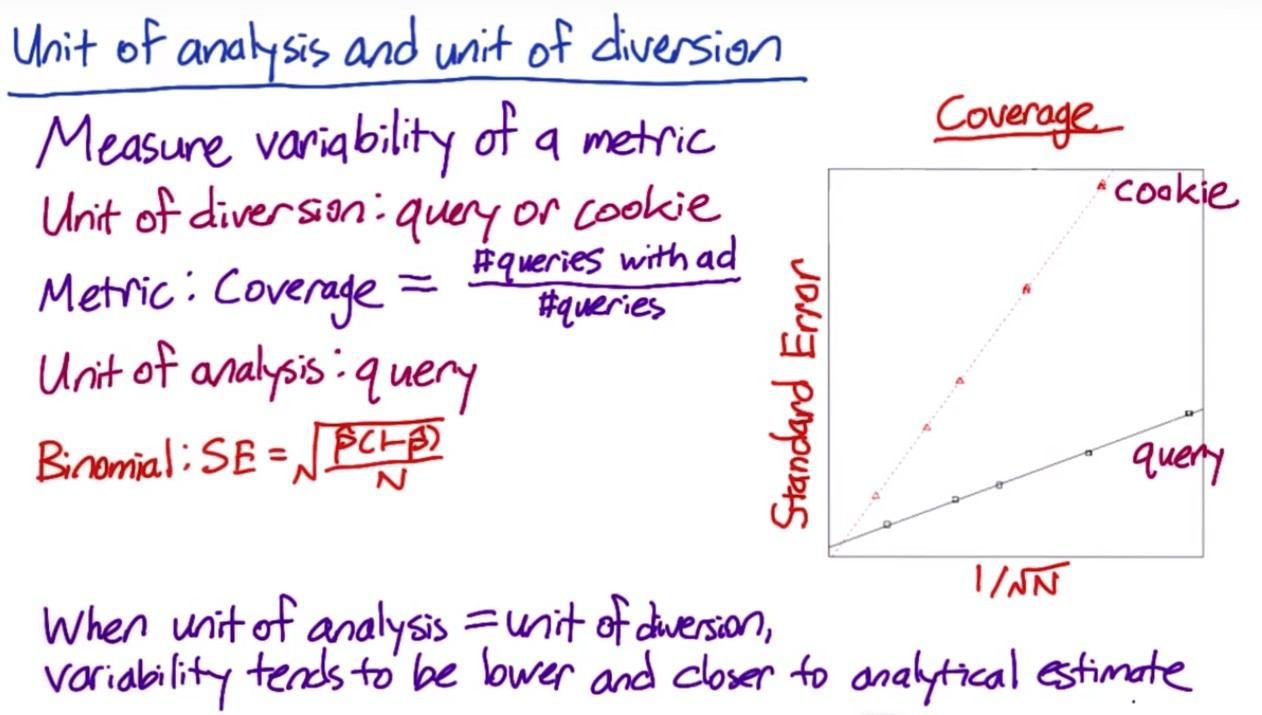 Unit of analysis and unit of diversion
Measure variability of a metric
Unit of diversion: query or cookie
Metric: Coverage = #queries with ad / #queries
Unit of analysis: query
Binomial: SE = √(p̂(1-p̂)/N)
Coverage
cookie
query
Standard Error
1/√N
When unit of analysis = unit of diversion,
variability tends to be lower and closer to analytical estimate